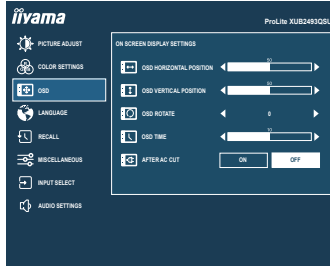 iiyama
ProLite XUB2493QSU
PICTURE ADJUST
COLOR SETTINGS
OSD
LANGUAGE
RECALL
MISCELLANEOUS
INPUT SELECT
AUDIO SETTINGS
ON SCREEN DISPLAY SETTINGS
OSD HORIZONTAL POSITION 50
OSD VERTICAL POSITION 50
OSD ROTATE 0
OSD TIME 10
AFTER AC CUT ON OFF